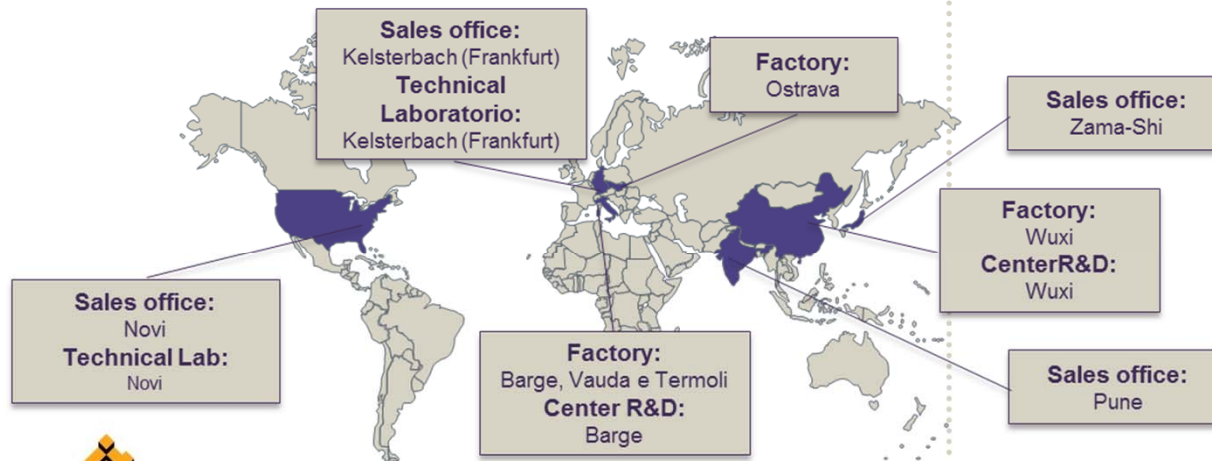 Sales office:
Kelsterbach (Frankfurt)
Technical
Laboratorio:
Kelsterbach (Frankfurt)
Factory:
Ostrava
Sales office:
Zama-Shi
Factory:
Wuxi
CenterR&D:
Wuxi
Sales office:
Novi
Technical Lab:
Novi
Factory:
Barge, Vauda e Termoli
Center R&D:
Barge
Sales office:
Pune